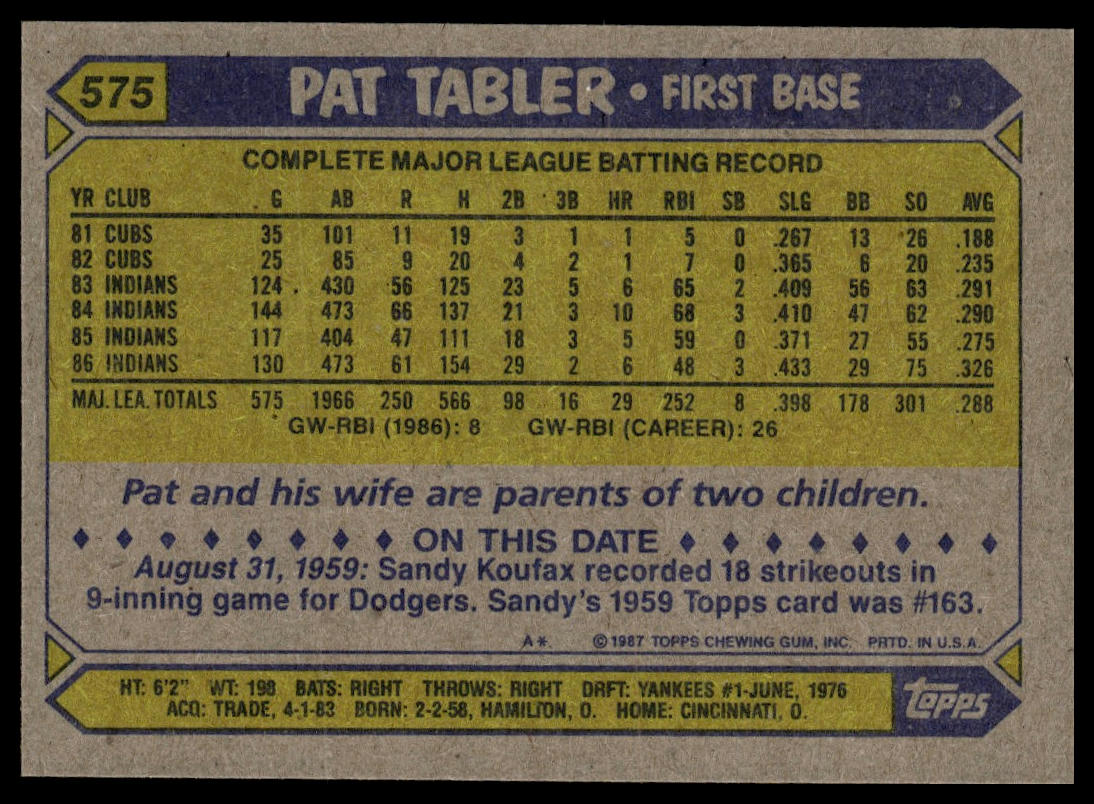 575 PAT TABLER • FIRST BASE
COMPLETE MAJOR LEAGUE BATTING RECORD
YR CLUB G AB R H 2B 3B HR RBI SB SLG BB SO AVG
81 CUBS 35 101 11 19 3 1 1 5 0 .267 13 26 .188
82 CUBS 25 85 9 20 4 2 1 7 0 .365 6 20 .235
83 INDIANS 124 430 56 125 23 5 6 65 2 .409 56 63 .291
84 INDIANS 144 473 66 137 21 3 10 68 3 .410 47 62 .290
85 INDIANS 117 404 47 111 18 3 5 59 0 .371 27 55 .275
86 INDIANS 130 473 61 154 29 2 6 48 3 .433 29 75 .326
MAJ. LEA. TOTALS 575 1966 250 566 98 16 29 252 8 .398 178 301 .288
GW-RBI (1986): 8 GW-RBI (CAREER): 26
Pat and his wife are parents of two children.
ON THIS DATE
August 31, 1959: Sandy Koufax recorded 18 strikeouts in
9-inning game for Dodgers. Sandy's 1959 Topps card was #163.
A*. © 1987 TOPPS CHEWING GUM, INC. PRTD. IN U.S.A.
HT: 6'2" WT: 198 BATS: RIGHT THROWS: RIGHT DRFT: YANKEES #1-JUNE, 1976
ACQ: TRADE, 4-1-83 BORN: 2-2-58, HAMILTON, O. HOME: CINCINNATI, O.
topps